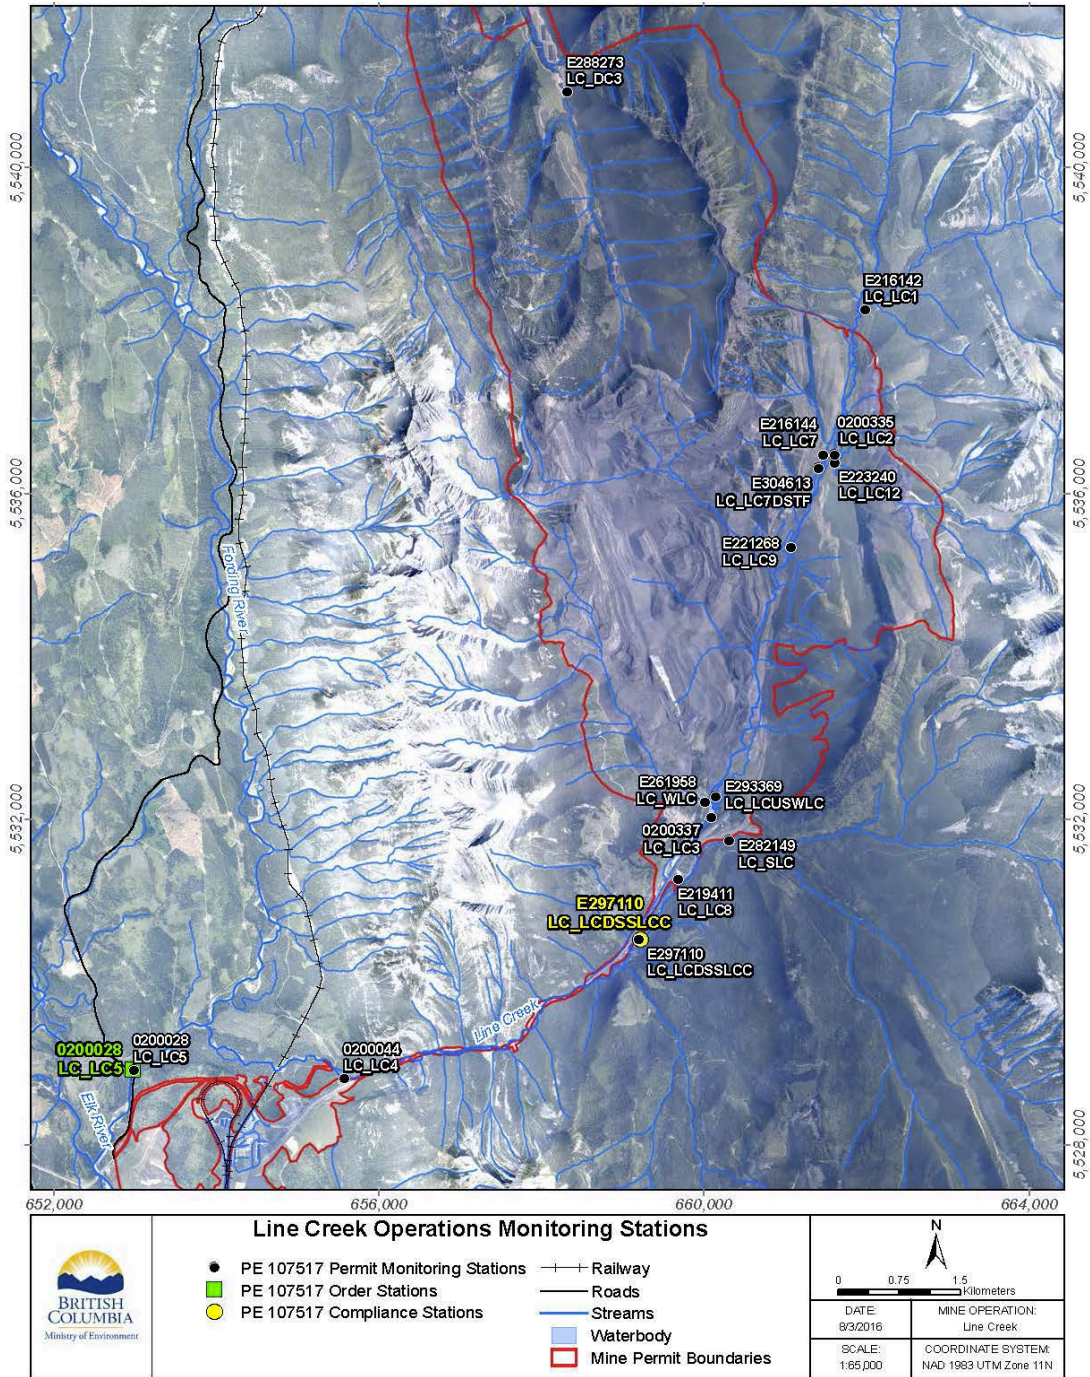 E288273
LC_DC3
5,540,000
5,540,000
E216142
LC_LC1
E216144
LC_LC7
0200335
LC_LC2
E304613
LC_LC7DSTF
E223240
LC_LC12
5,536,000
5,536,000
E221268
LC_LC9
Fording River
E261958
LC_WLC
E293369
LC_LCUSWLC
5,532,000
5,532,000
0200337
LC_LC3
E282149
LC_SLC
E219411
LC_LC8
E297110
LC_LCDSSLCC
E297110
LC_LCDSSLCC
Line Creek
0200028
LC_LC5
0200028
LC_LC5
0200044
LC_LC4
Elk River
5,528,000
5,528,000
652,000
656,000
660,000
664,000
Line Creek Operations Monitoring Stations
BRITISH
COLUMBIA
Ministry of Environment
PE 107517 Permit Monitoring Stations
PE 107517 Order Stations
PE 107517 Compliance Stations
Railway
Roads
Streams
Waterbody
Mine Permit Boundaries
N
0 0.75 1.5
Kilometers
DATE:
8/3/2016
MINE OPERATION:
Line Creek
SCALE:
1:65,000
COORDINATE SYSTEM:
NAD 1983 UTM Zone 11N